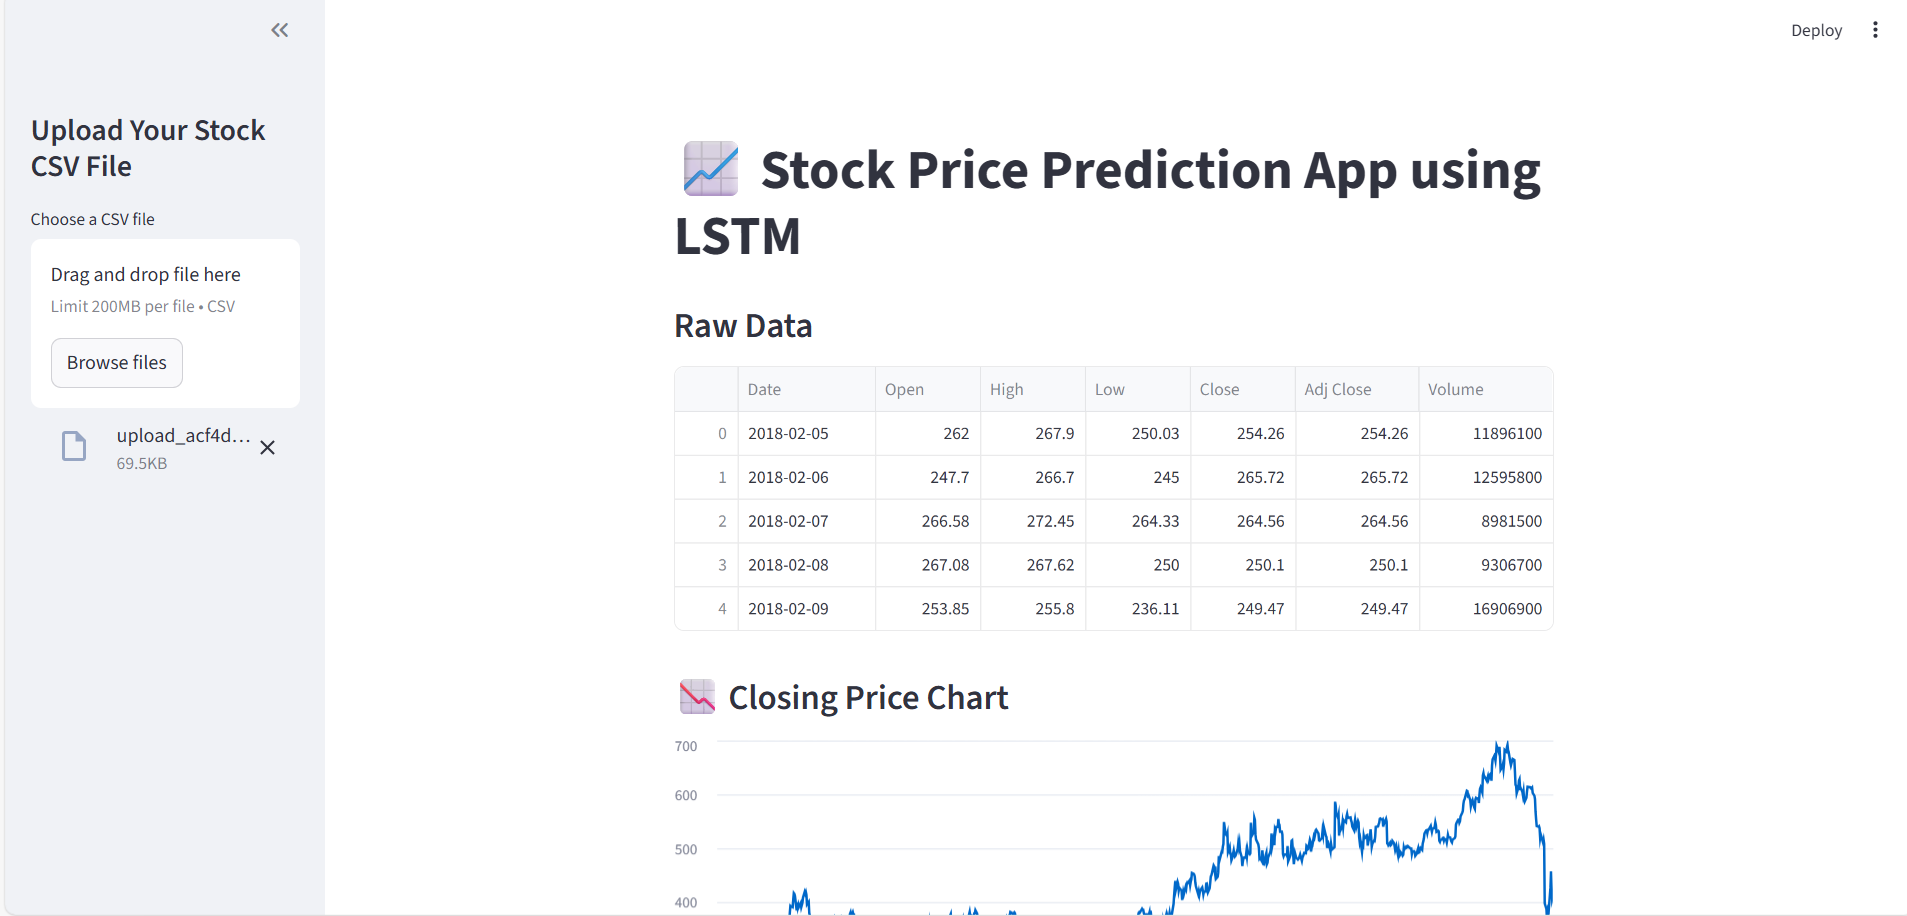 Deploy
Upload Your Stock
CSV File
Choose a CSV file
Drag and drop file here
Limit 200MB per file • CSV
Browse files
upload_acf4d...
69.5KB
Stock Price Prediction App using
LSTM
Raw Data
Date Open High Low Close Adj Close Volume
0 2018-02-05 262 267.9 250.03 254.26 254.26 11896100
1 2018-02-06 247.7 266.7 245 265.72 265.72 12595800
2 2018-02-07 266.58 272.45 264.33 264.56 264.56 8981500
3 2018-02-08 267.08 267.62 250 250.1 250.1 9306700
4 2018-02-09 253.85 255.8 236.11 249.47 249.47 16906900
Closing Price Chart
700
600
500
400